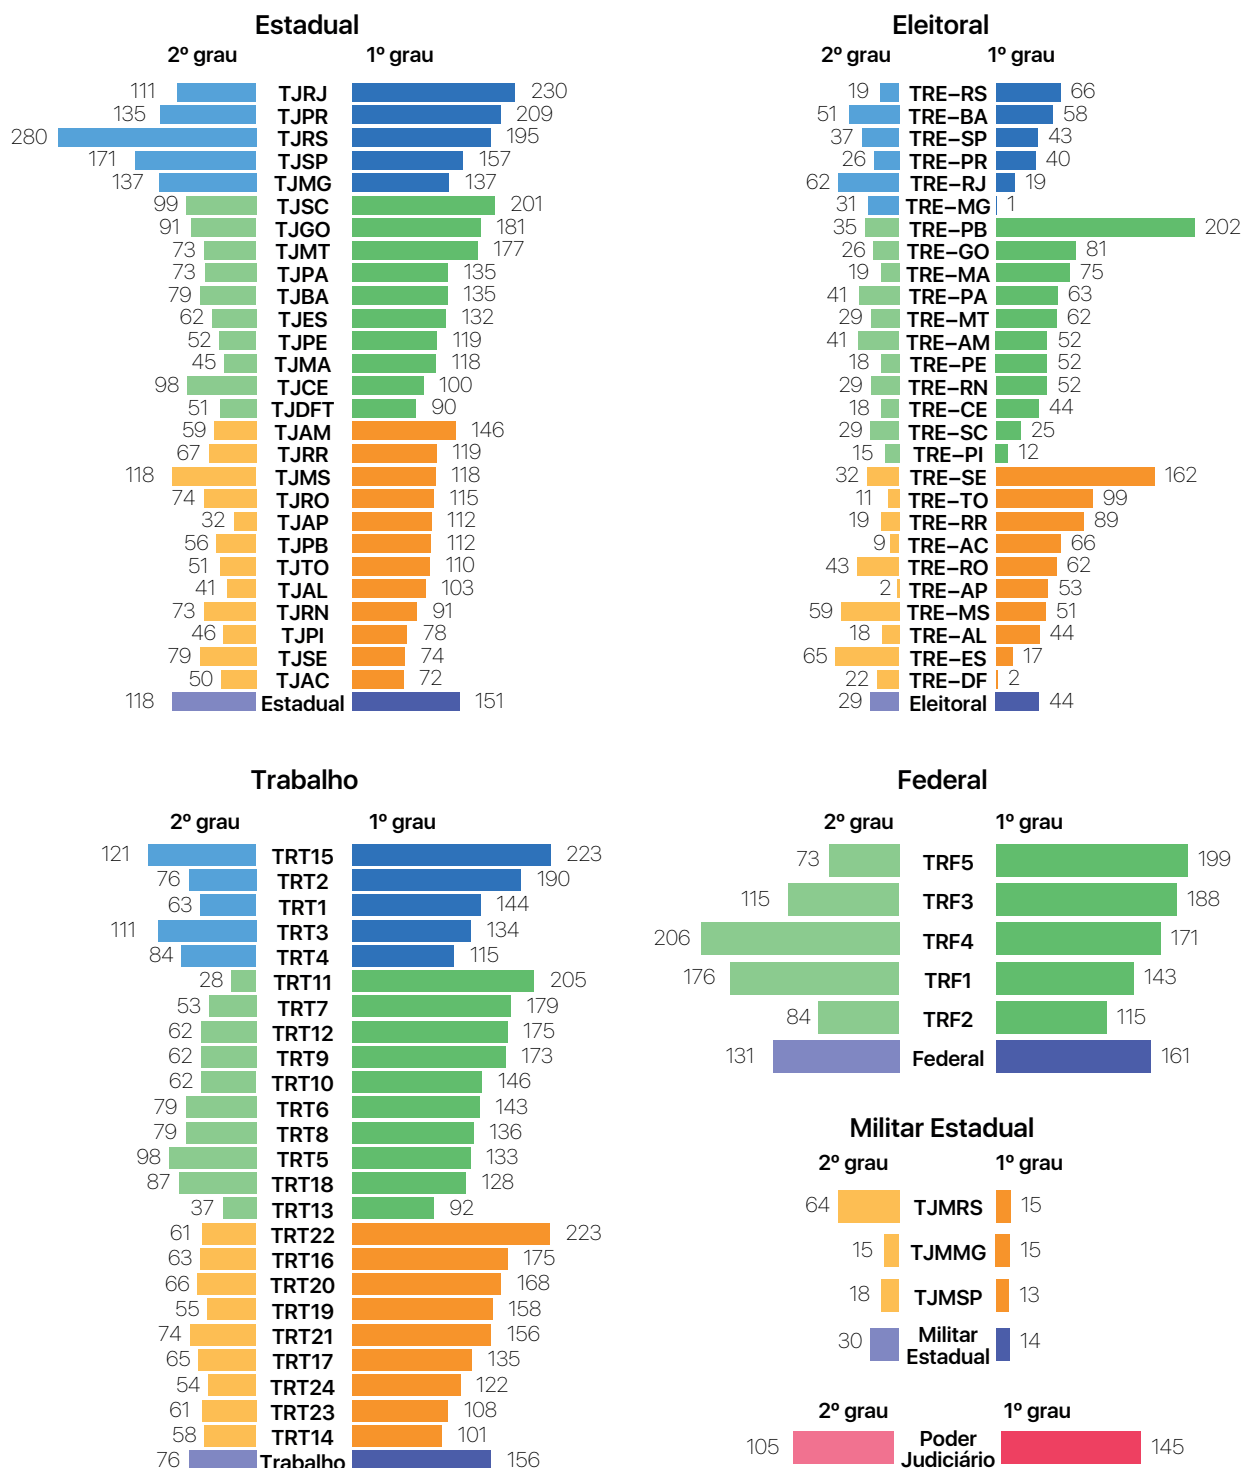 Estadual
2º grau 1º grau
111 TJRJ 230
135 TJPR 209
280 TJRS 195
171 TJSP 157
137 TJMG 137
99 TJSC 201
91 TJGO 181
73 TJMT 177
73 TJPA 135
79 TJBA 135
62 TJES 132
52 TJPE 119
45 TJMA 118
98 TJCE 100
51 TJDFT 90
59 TJAM 146
67 TJRR 119
118 TJMS 118
74 TJRO 115
32 TJAP 112
56 TJPB 112
51 TJTO 110
41 TJAL 103
73 TJRN 91
46 TJPI 78
79 TJSE 74
50 TJAC 72
118 Estadual 151
Eleitoral
2º grau 1º grau
19 TRE–RS 66
51 TRE–BA 58
37 TRE–SP 43
26 TRE–PR 40
62 TRE–RJ 19
31 TRE–MG 1
35 TRE–PB 202
26 TRE–GO 81
19 TRE–MA 75
41 TRE–PA 63
29 TRE–MT 62
41 TRE–AM 52
18 TRE–PE 52
29 TRE–RN 52
18 TRE–CE 44
29 TRE–SC 25
15 TRE–PI 12
32 TRE–SE 162
11 TRE–TO 99
19 TRE–RR 89
9 TRE–AC 66
43 TRE–RO 62
2 TRE–AP 53
59 TRE–MS 51
18 TRE–AL 44
65 TRE–ES 17
22 TRE–DF 2
29 Eleitoral 44
Trabalho
2º grau 1º grau
121 TRT15 223
76 TRT2 190
63 TRT1 144
111 TRT3 134
84 TRT4 115
28 TRT11 205
53 TRT7 179
62 TRT12 175
62 TRT9 173
62 TRT10 146
79 TRT6 143
79 TRT8 136
98 TRT5 133
87 TRT18 128
37 TRT13 92
61 TRT22 223
63 TRT16 175
66 TRT20 168
55 TRT19 158
74 TRT21 156
65 TRT17 135
54 TRT24 122
61 TRT23 108
58 TRT14 101
76 Trabalho 156
Federal
2º grau 1º grau
73 TRF5 199
115 TRF3 188
206 TRF4 171
176 TRF1 143
84 TRF2 115
131 Federal 161
Militar Estadual
2º grau 1º grau
64 TJMRS 15
15 TJMMG 15
18 TJMSP 13
30 Militar 14
Estadual
2º grau 1º grau
105 Poder 145
Judiciário